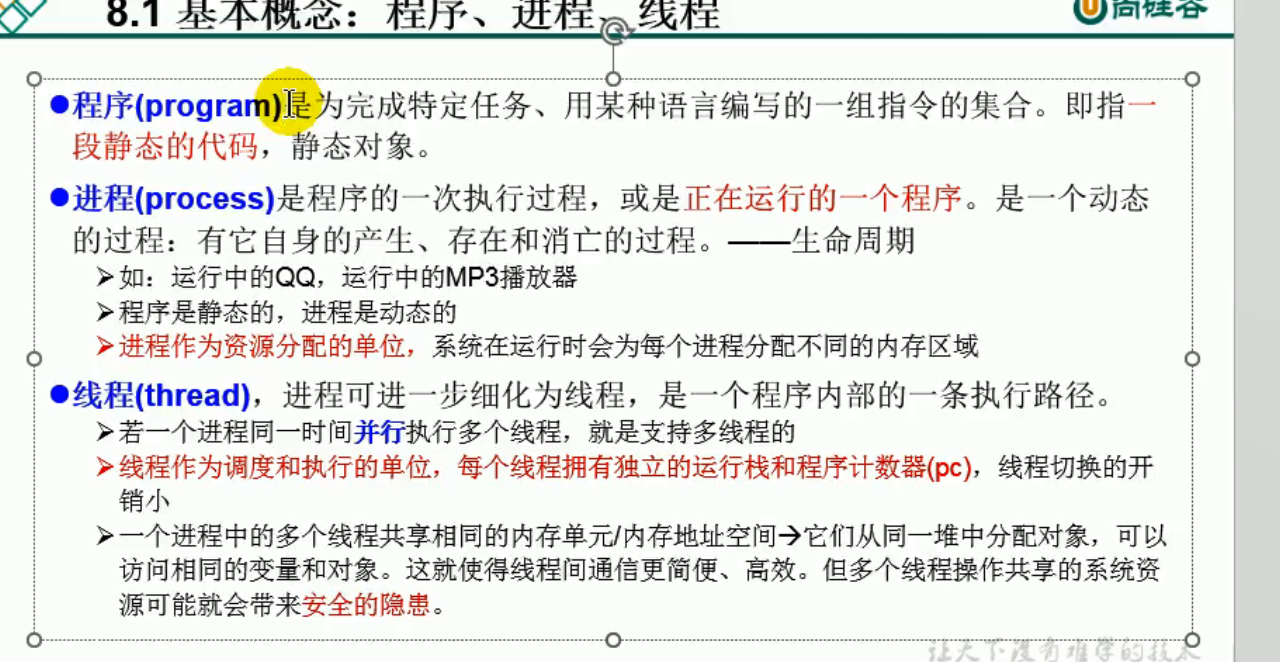 8.1 基本概念：程序、进程、线程
尚硅谷
●程序(program)是为完成特定任务、用某种语言编写的一组指令的集合。即指一
段静态的代码，静态对象。
●进程(process)是程序的一次执行过程，或是正在运行的一个程序。是一个动态
的过程：有它自身的产生、存在和消亡的过程。——生命周期
➢如：运行中的QQ，运行中的MP3播放器
➢程序是静态的，进程是动态的
➢进程作为资源分配的单位，系统在运行时会为每个进程分配不同的内存区域
●线程(thread)，进程可进一步细化为线程，是一个程序内部的一条执行路径。
➢若一个进程同一时间并行执行多个线程，就是支持多线程的
➢线程作为调度和执行的单位，每个线程拥有独立的运行栈和程序计数器(pc)，线程切换的开
销小
➢一个进程中的多个线程共享相同的内存单元/内存地址空间→它们从同一堆中分配对象，可以
访问相同的变量和对象。这就使得线程间通信更简便、高效。但多个线程操作共享的系统资
源可能就会带来安全的隐患。
让天下没有难学的技术